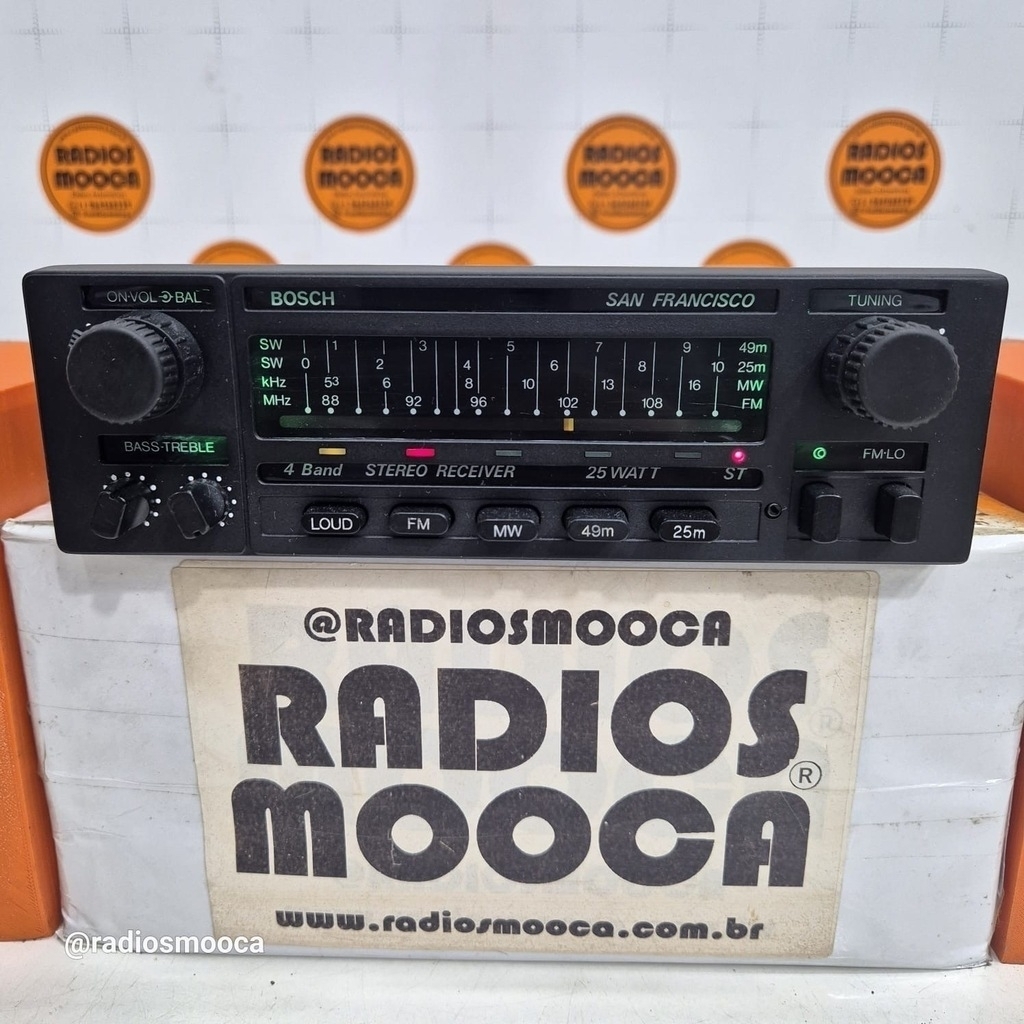 RADIOS
MOOCA
RADIOS
MOOCA
RADIOS
MOOCA
RADIOS
MOOCA
ON·VOL BAL
BOSCH
SAN FRANCISCO
TUNING
SW 1 3 5 7 9 49m
SW 0 2 4 6 8 10 25m
kHz 53 6 8 10 13 16 MW
MHz 88 92 96 102 108 FM
BASS·TREBLE
4 Band STEREO RECEIVER 25 WATT ST
FM·LO
LOUD
FM
MW
49m
25m
@RADIOSMOOCA
RADIOS
MOOCA ®
www.radiosmooca.com.br
@radiosmooca